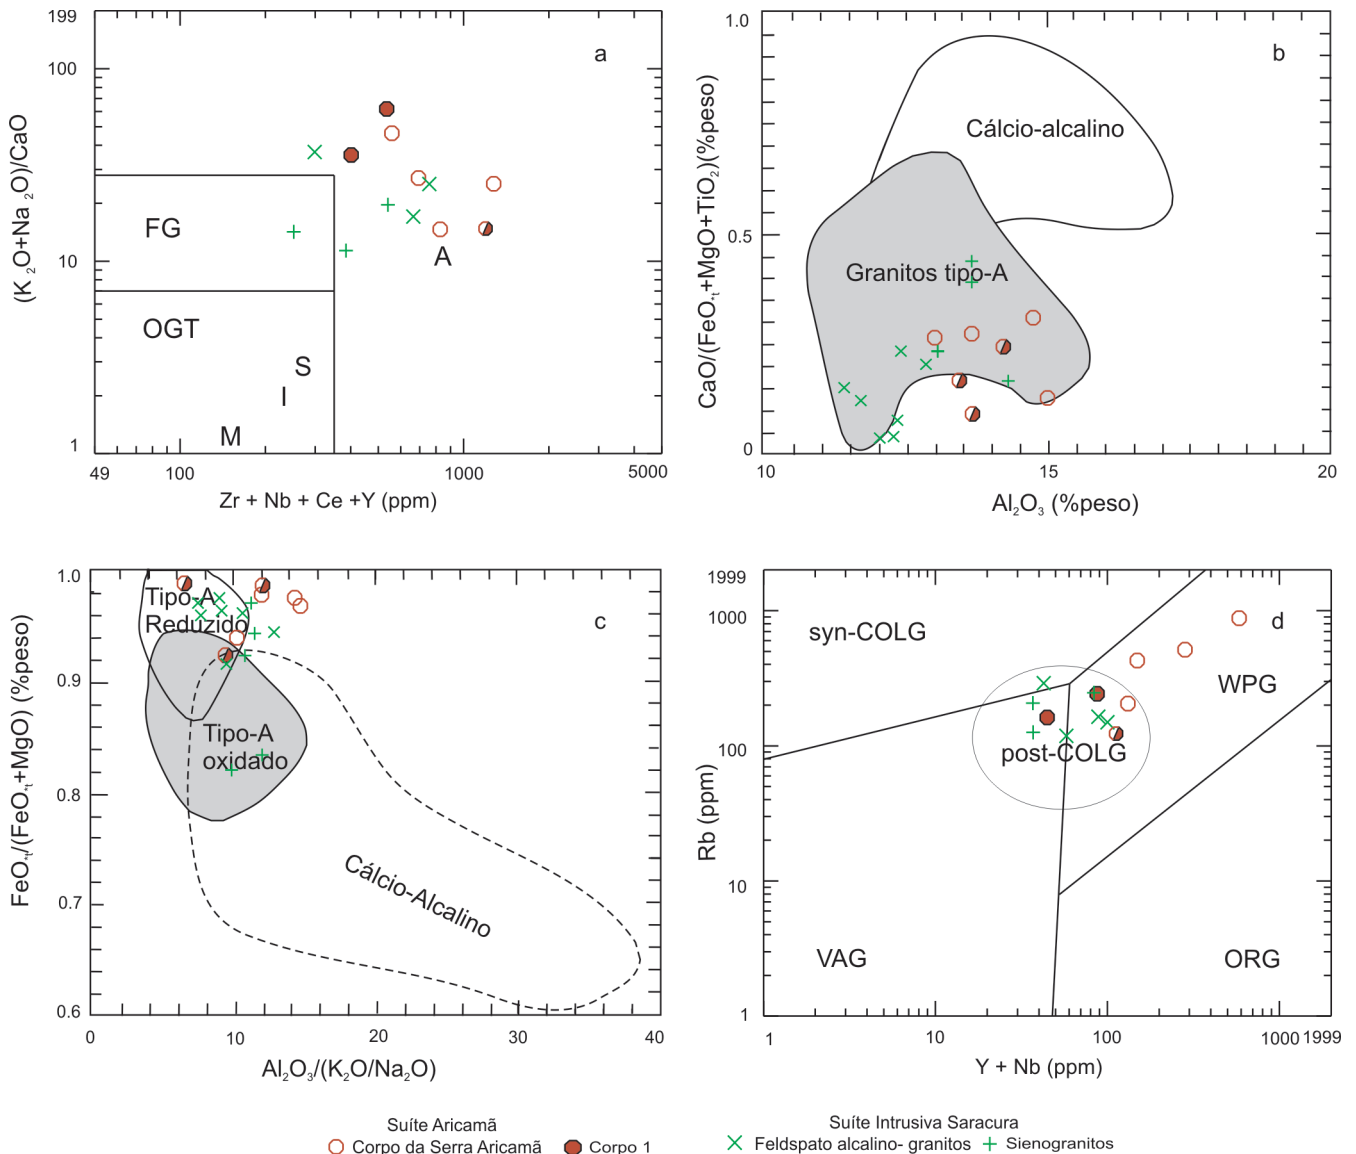 199
a
100
(K₂O+Na₂O)/CaO
FG
10
A
OGT
S
I
M
1
49 100 1000 5000
Zr + Nb + Ce +Y (ppm)
1.0
b
Cálcio-alcalino
CaO/(FeO*t+MgO+TiO₂)(%peso)
0.5
Granitos tipo-A
0
10 15 20
Al₂O₃ (%peso)
1.0
Tipo-A
Reduzido
c
0.9
Tipo-A
oxidado
FeO*t/(FeO*t+MgO) (%peso)
0.8
Cálcio-Alcalino
0.7
0.6
0 10 20 30 40
Al₂O₃/(K₂O/Na₂O)
1999
1000
syn-COLG
d
WPG
post-COLG
100
Rb (ppm)
10
VAG
ORG
1
1 10 100 1000 1999
Y + Nb (ppm)
Suíte Aricamã
Corpo da Serra Aricamã Corpo 1
Suíte Intrusiva Saracura
Feldspato alcalino- granitos Sienogranitos